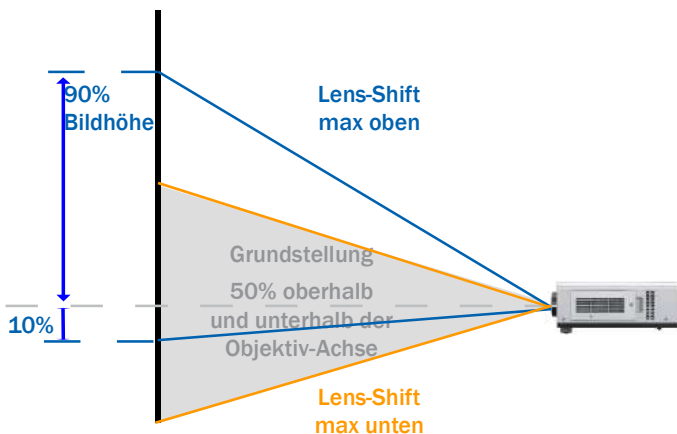 90%
Bildhöhe
Lens-Shift
max oben
Grundstellung
50% oberhalb
und unterhalb der
Objektiv-Achse
10%
Lens-Shift
max unten